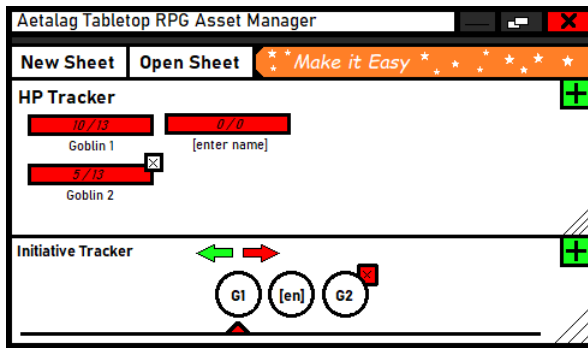 Aetalag Tabletop RPG Asset Manager
New Sheet Open Sheet Make it Easy
HP Tracker
10/13 0/0
Goblin 1 [enter name]
5/13
Goblin 2
Initiative Tracker
G1 [en] G2